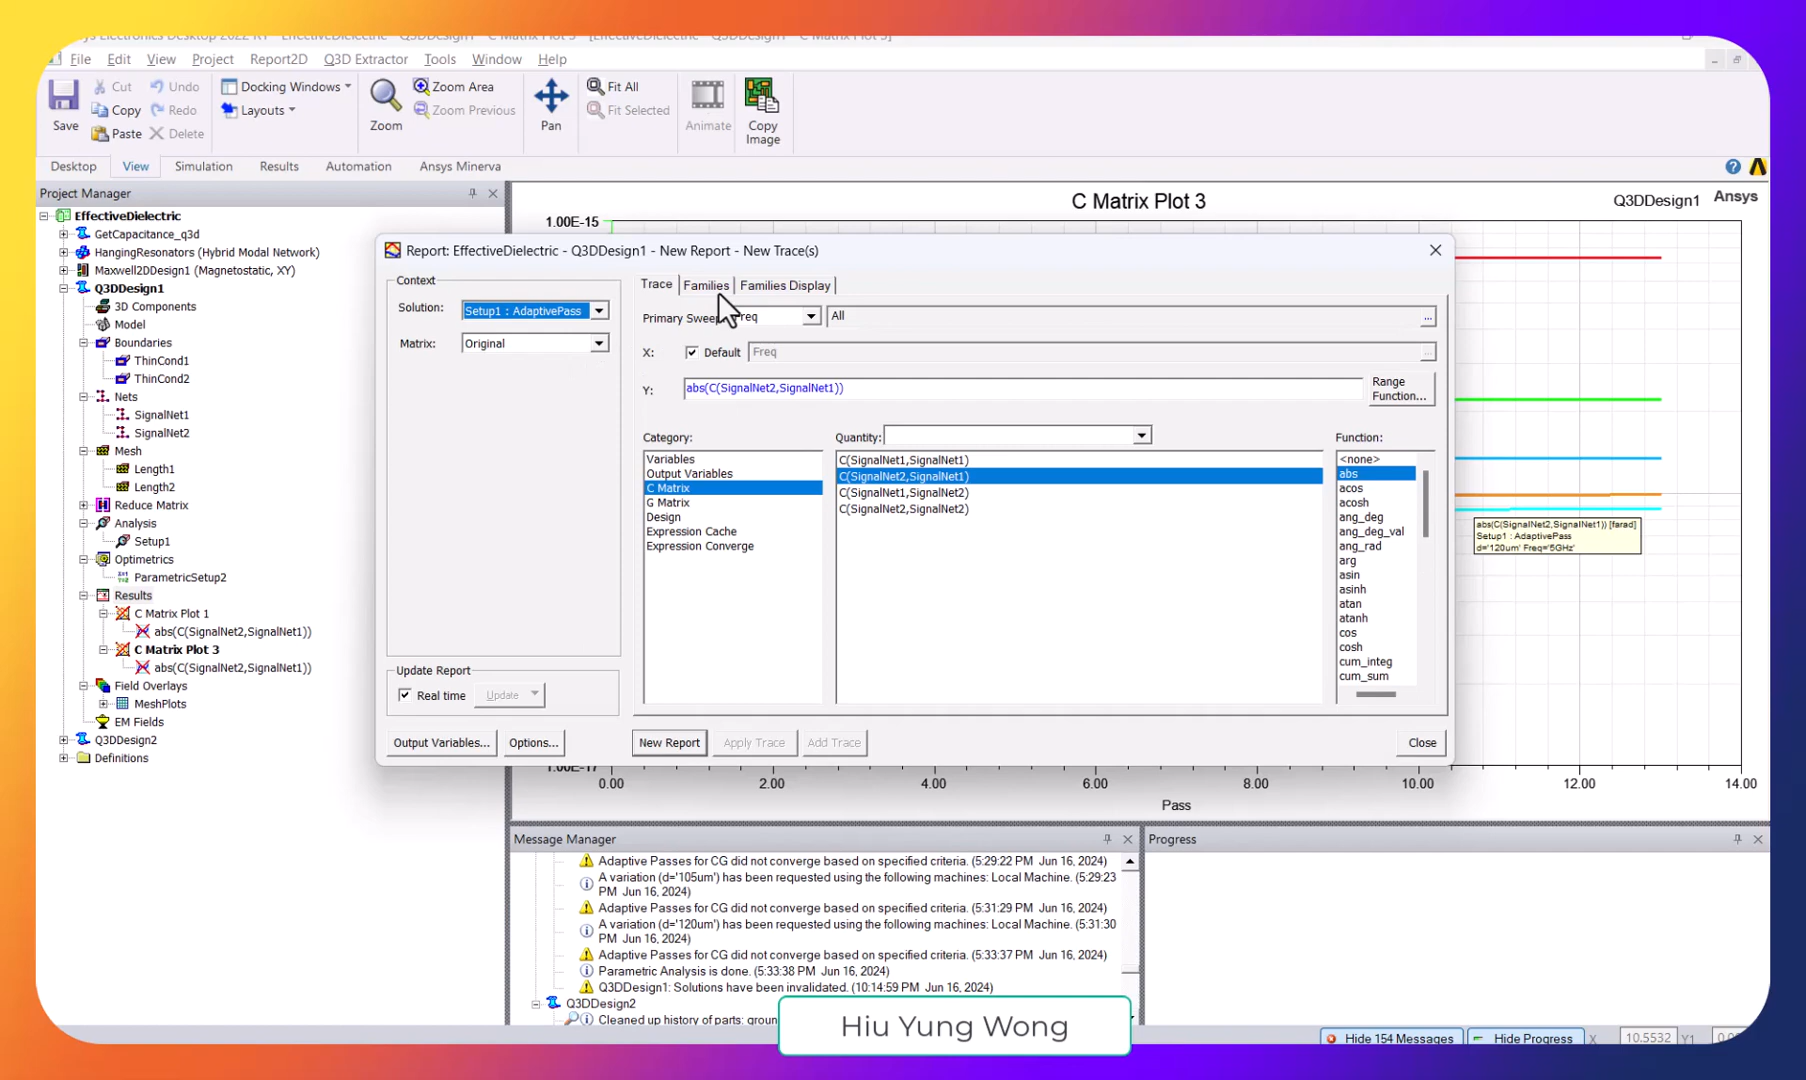 File Edit View Project Report2D Q3D Extractor Tools Window Help
Save
Cut
Copy
Paste
Undo
Redo
Delete
Docking Windows
Layouts
Zoom
Zoom Area
Zoom Previous
Pan
Fit All
Fit Selected
Animate
Copy Image
Desktop View Simulation Results Automation Ansys Minerva
Project Manager
EffectiveDielectric
GetCapacitance_q3d
HangingResonators (Hybrid Modal Network)
Maxwell2DDesign1 (Magnetostatic, XY)
Q3DDesign1
3D Components
Model
Boundaries
ThinCond1
ThinCond2
Nets
SignalNet1
SignalNet2
Mesh
Length1
Length2
Reduce Matrix
Analysis
Setup1
Optimetrics
ParametricSetup2
Results
C Matrix Plot 1
abs(C(SignalNet2,SignalNet1))
C Matrix Plot 3
abs(C(SignalNet2,SignalNet1))
Field Overlays
MeshPlots
EM Fields
Q3DDesign2
Definitions
C Matrix Plot 3
Q3DDesign1
Ansys
1.00E-15
Report: EffectiveDielectric - Q3DDesign1 - New Report - New Trace(s)
Context
Solution: Setup1 : AdaptivePass
Matrix: Original
Update Report
Real time Update
Output Variables... Options...
Trace Families Families Display
Primary Sweep All
X: Default Freq
Y: abs(C(SignalNet2,SignalNet1))
Range Function...
Category:
Variables
Output Variables
C Matrix
G Matrix
Design
Expression Cache
Expression Converge
Quantity:
C(SignalNet1,SignalNet1)
C(SignalNet2,SignalNet1)
C(SignalNet1,SignalNet2)
C(SignalNet2,SignalNet2)
Function:
<none>
abs
acos
acosh
ang_deg
ang_deg_val
ang_rad
arg
asin
asinh
atan
atanh
cos
cosh
cum_integ
cum_sum
New Report Apply Trace Add Trace Close
abs(C(SignalNet2,SignalNet1)) [farad]
Setup1 : AdaptivePass
d='120um' Freq='5GHz'
0.00 2.00 4.00 6.00 8.00 10.00 12.00 14.00
Pass
Message Manager
Adaptive Passes for CG did not converge based on specified criteria. (5:29:22 PM Jun 16, 2024)
A variation (d='105um') has been requested using the following machines: Local Machine. (5:29:23
PM Jun 16, 2024)
Adaptive Passes for CG did not converge based on specified criteria. (5:31:29 PM Jun 16, 2024)
A variation (d='120um') has been requested using the following machines: Local Machine. (5:31:30
PM Jun 16, 2024)
Adaptive Passes for CG did not converge based on specified criteria. (5:33:37 PM Jun 16, 2024)
Parametric Analysis is done. (5:33:38 PM Jun 16, 2024)
Q3DDesign1: Solutions have been invalidated. (10:14:59 PM Jun 16, 2024)
Q3DDesign2
Cleaned up history of parts:
Progress
Hiu Yung Wong
Hide 154 Messages Hide Progress X 10.5532 Y1